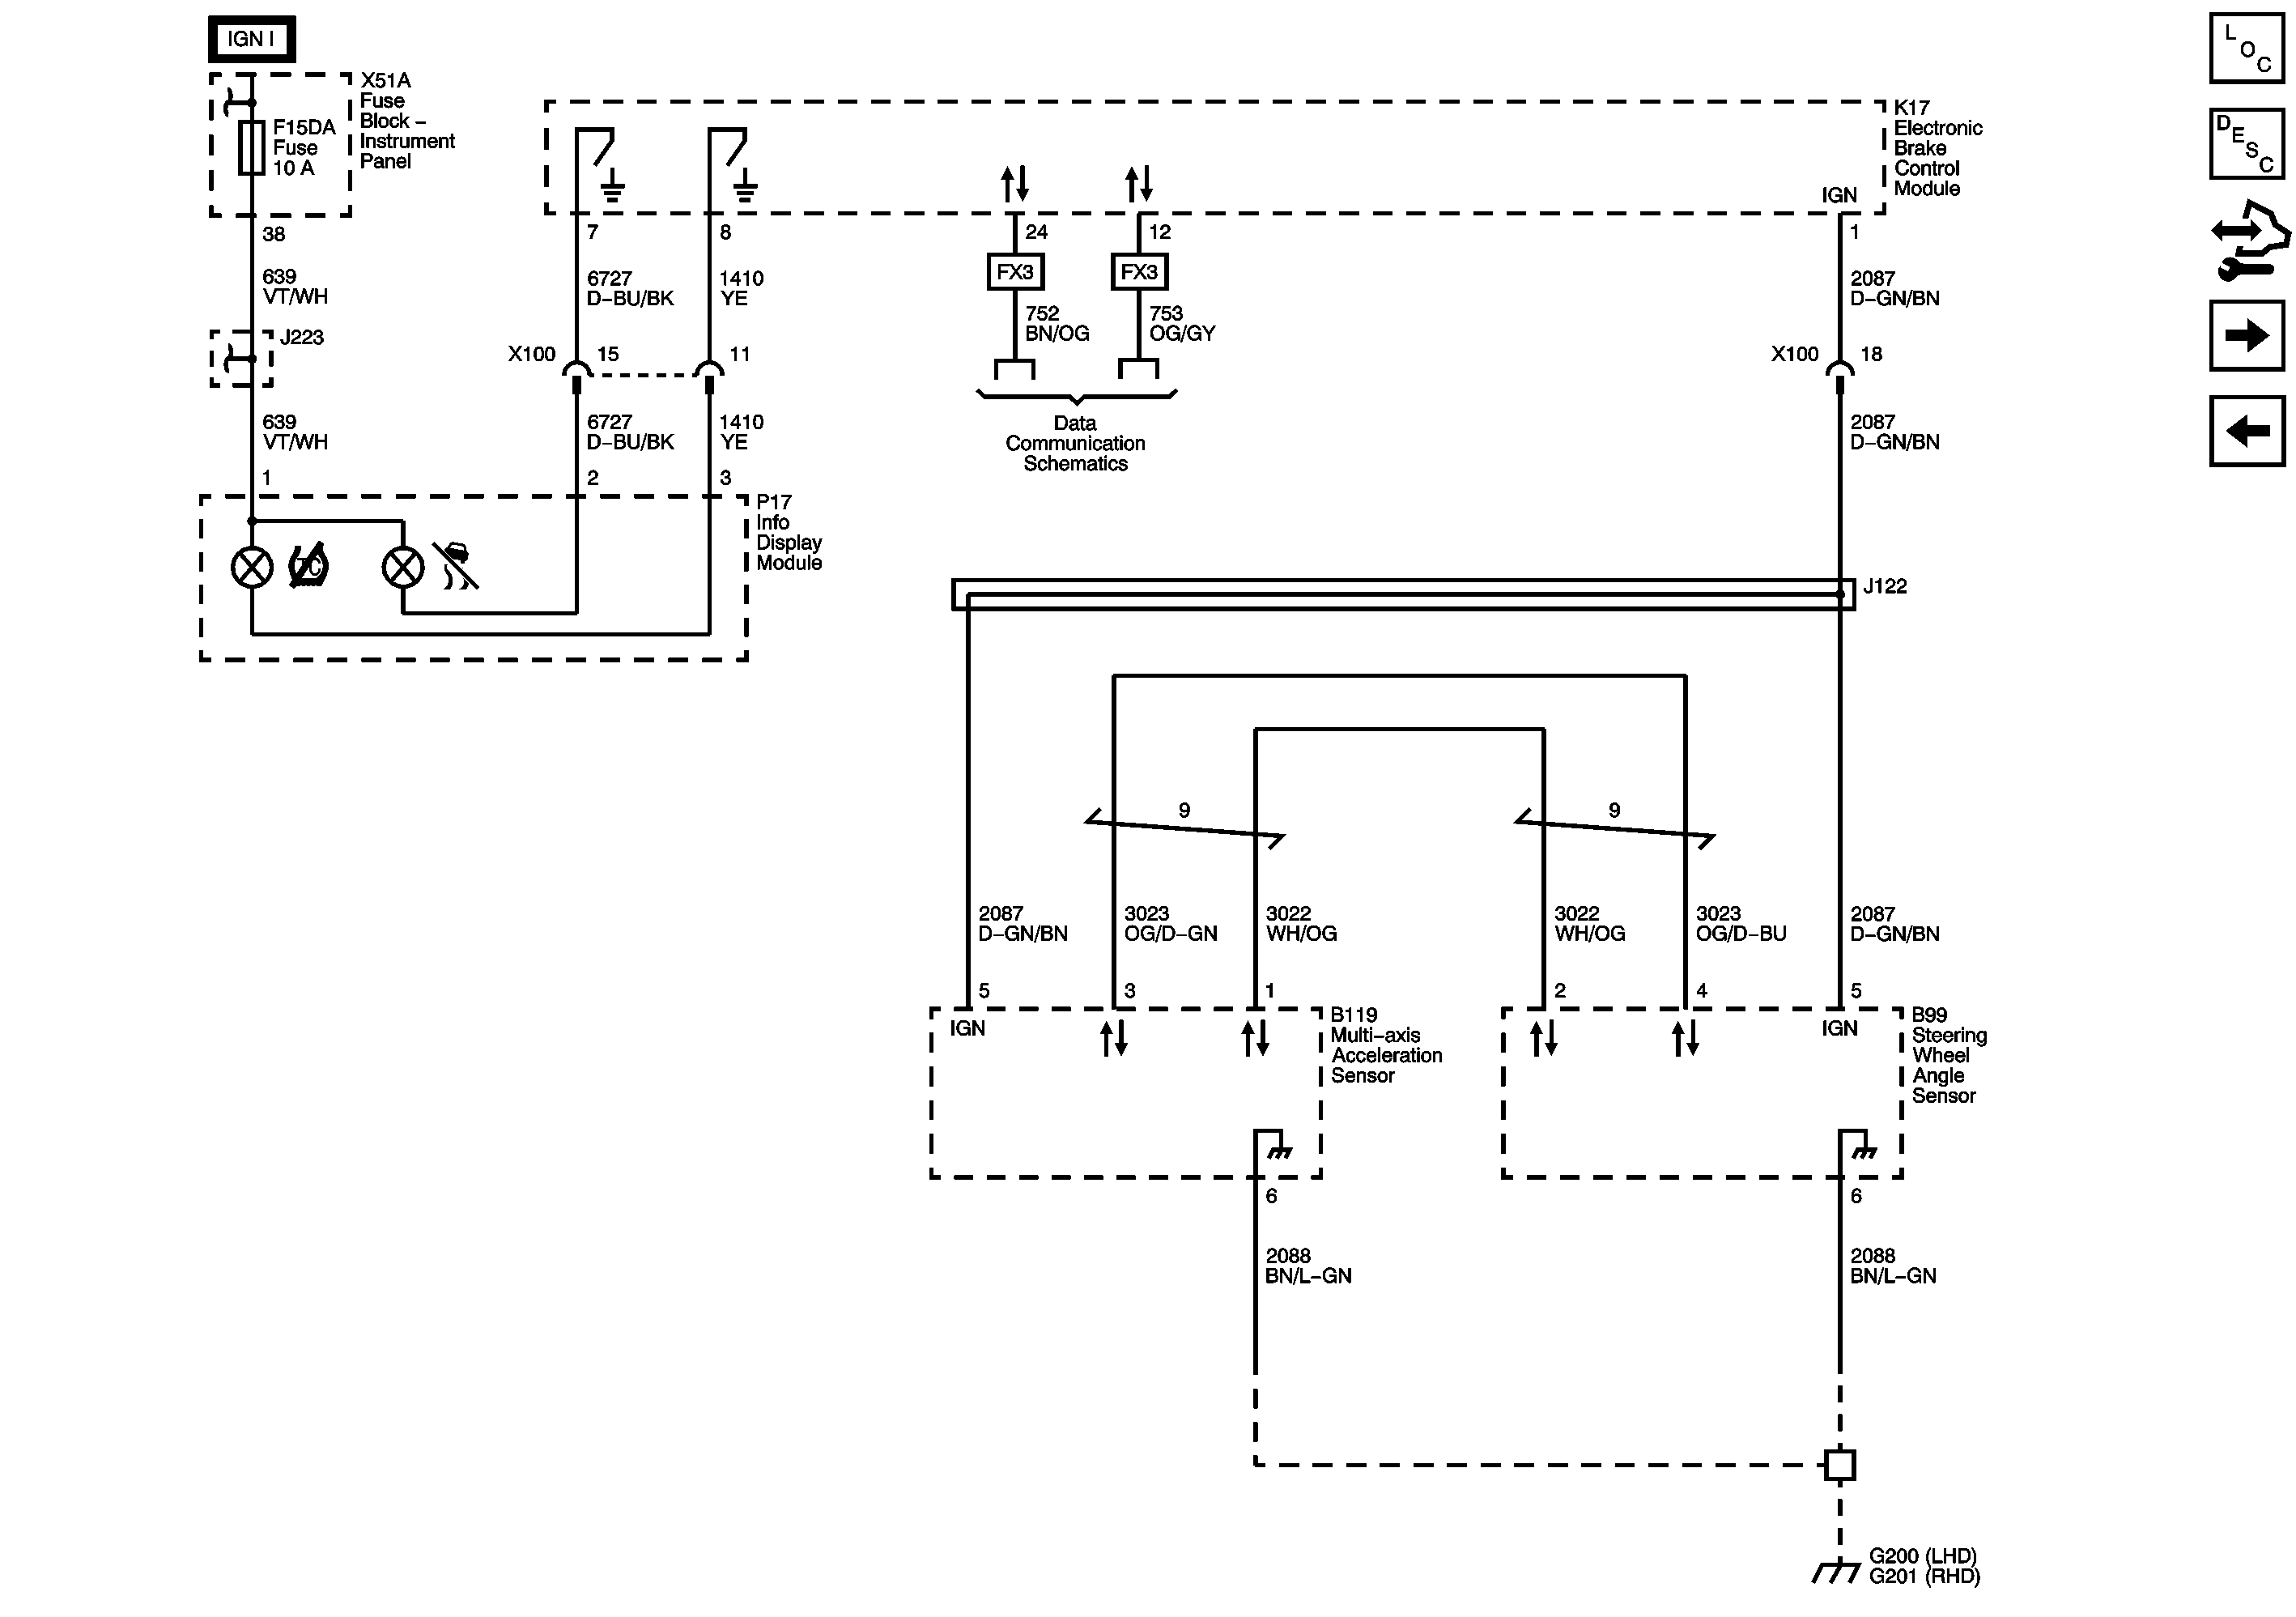 IGN I
X51A
Fuse
Block –
Instrument
Panel
F15DA
Fuse
10 A
38
639
VT/WH
J223
639
VT/WH
1
K17
Electronic
Brake
Control
Module
IGN
7
8
24
12
1
FX3
FX3
6727
D–BU/BK
1410
YE
752
BN/OG
753
OG/GY
2087
D–GN/BN
X100
15
11
X100
18
Data
Communication
Schematics
6727
D–BU/BK
1410
YE
2087
D–GN/BN
2
3
P17
Info
Display
Module
TC
J122
9
9
2087
D–GN/BN
3023
OG/D–GN
3022
WH/OG
3022
WH/OG
3023
OG/D–BU
2087
D–GN/BN
5
3
1
2
4
5
IGN
B119
Multi–axis
Acceleration
Sensor
IGN
B99
Steering
Wheel
Angle
Sensor
6
6
2088
BN/L–GN
2088
BN/L–GN
G200 (LHD)
G201 (RHD)
LOC
DESC